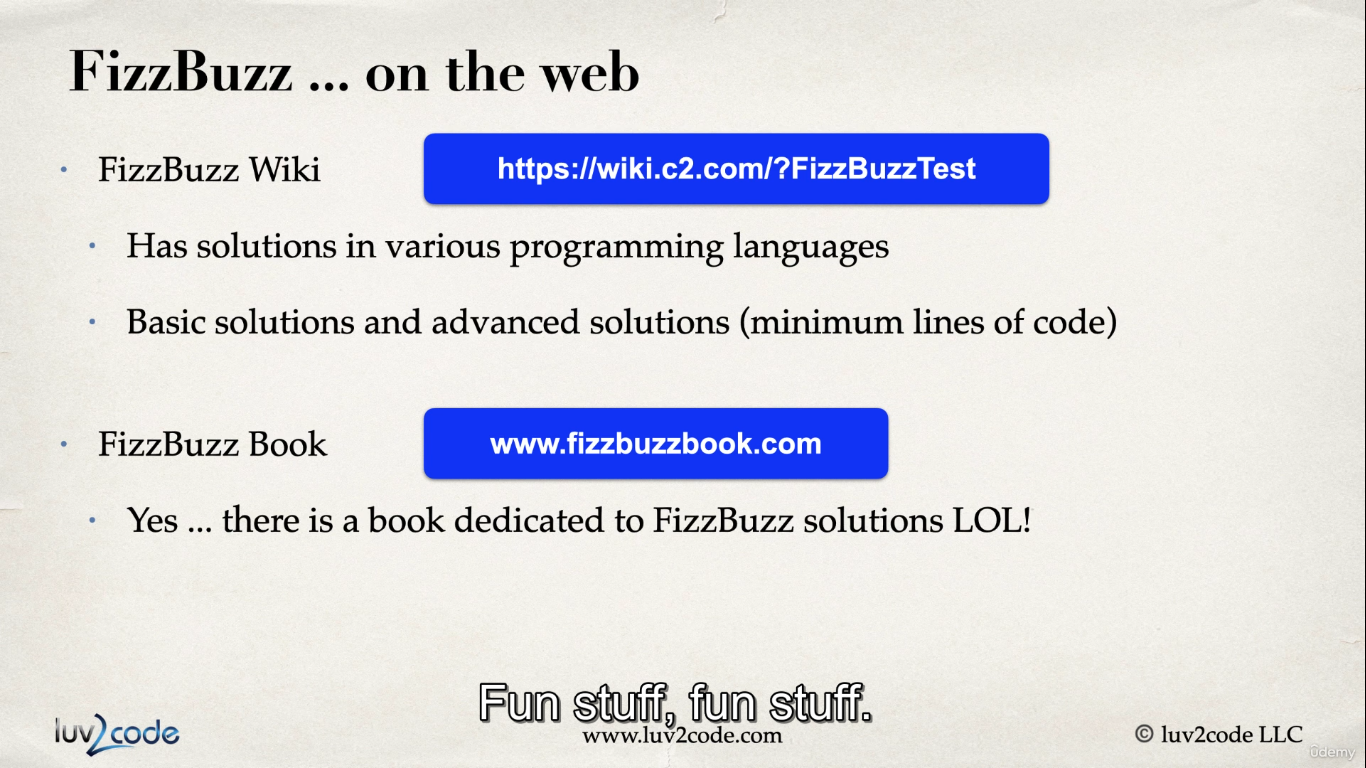 FizzBuzz ... on the web
• FizzBuzz Wiki
https://wiki.c2.com/?FizzBuzzTest
• Has solutions in various programming languages
• Basic solutions and advanced solutions (minimum lines of code)
• FizzBuzz Book
www.fizzbuzzbook.com
• Yes ... there is a book dedicated to FizzBuzz solutions LOL!
Fun stuff, fun stuff.
luv2code
www.luv2code.com
© luv2code LLC
ûdemy